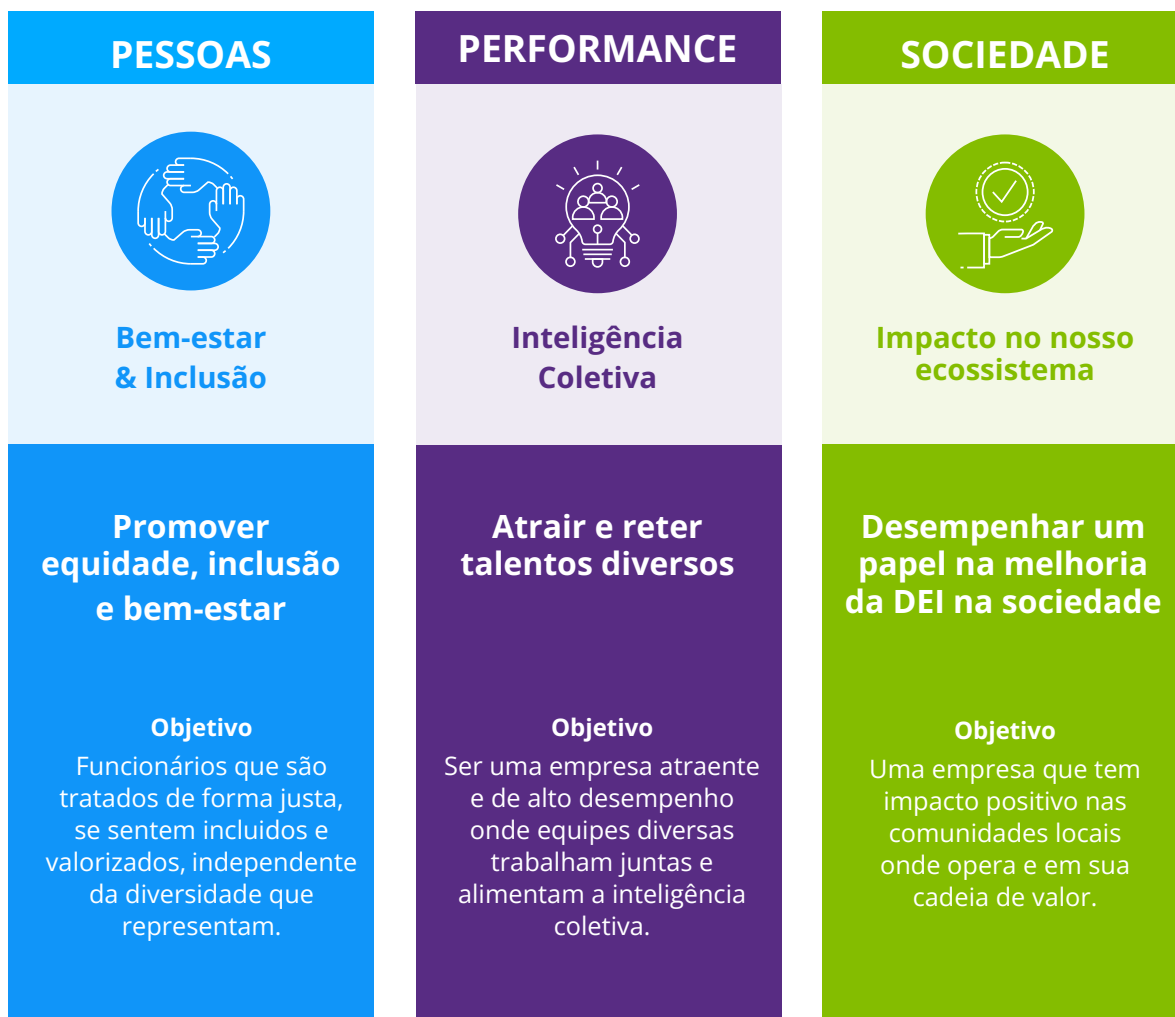 PESSOAS
Bem-estar
& Inclusão
Promover
equidade, inclusão
e bem-estar
Objetivo
Funcionários que são
tratados de forma justa,
se sentem incluidos e
valorizados, independente
da diversidade que
representam.
PERFORMANCE
Inteligência
Coletiva
Atrair e reter
talentos diversos
Objetivo
Ser uma empresa atraente
e de alto desempenho
onde equipes diversas
trabalham juntas e
alimentam a inteligência
coletiva.
SOCIEDADE
Impacto no nosso
ecossistema
Desempenhar um
papel na melhoria
da DEI na sociedade
Objetivo
Uma empresa que tem
impacto positivo nas
comunidades locais
onde opera e em sua
cadeia de valor.